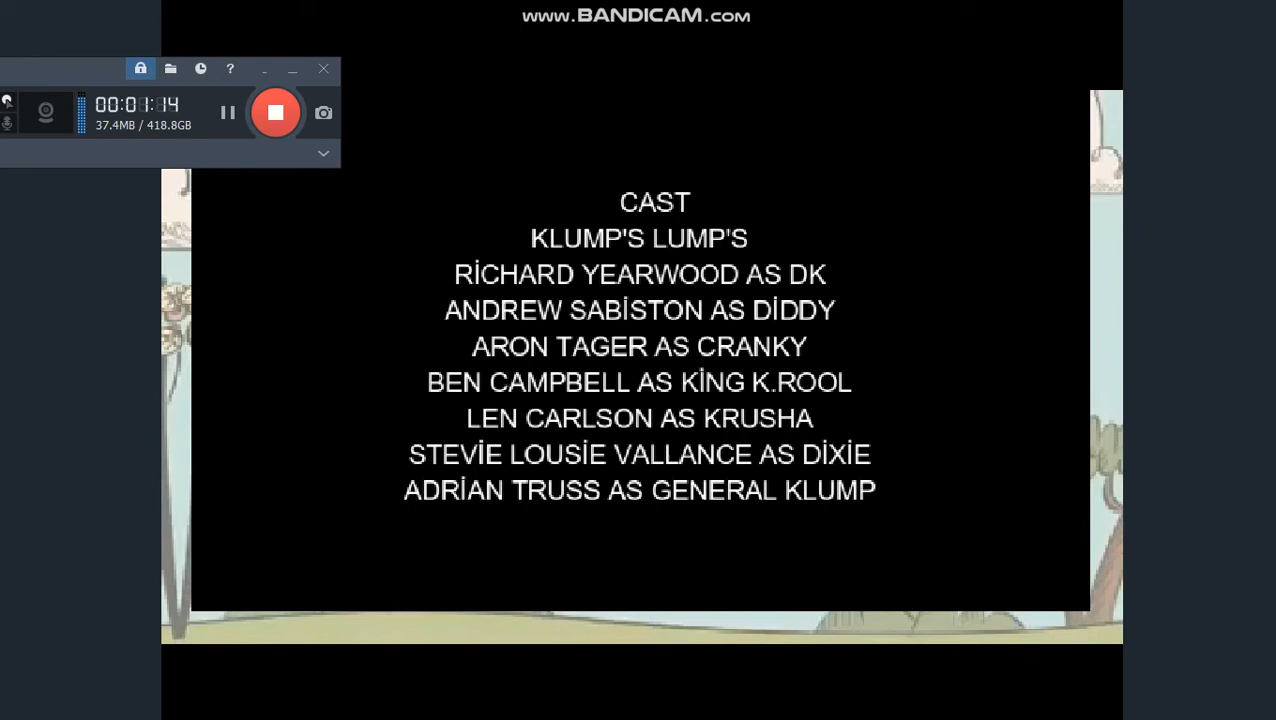 www.BANDICAM.com
?
00:01:14
37.4MB / 418.8GB
CAST
KLUMP'S LUMP'S
RİCHARD YEARWOOD AS DK
ANDREW SABİSTON AS DİDDY
ARON TAGER AS CRANKY
BEN CAMPBELL AS KİNG K.ROOL
LEN CARLSON AS KRUSHA
STEVİE LOUSİE VALLANCE AS DİXİE
ADRİAN TRUSS AS GENERAL KLUMP